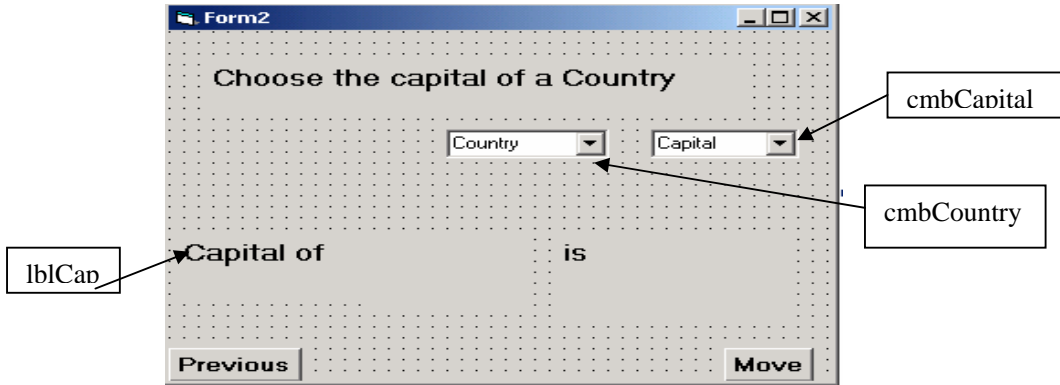 Form2
Choose the capital of a Country
cmbCapital
Country
Capital
cmbCountry
Capital of
is
lblCap
Previous
Move